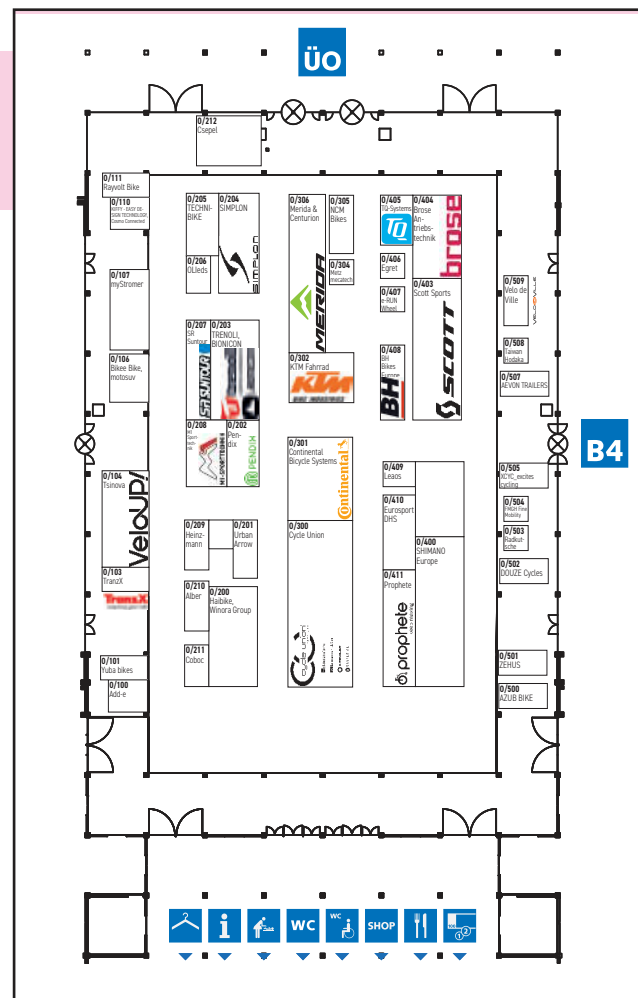 ÜO
0/212
Csepel
0/111
Rayvolt Bike
0/110
0/205
TECHNI-
BIKE
0/204
SIMPLON
SIMPLON
0/206
OLleds
0/306
Merida &
Centurion
MERIDA
0/305
NCM
Bikes
0/304
Metz
mecatech
0/405
TQ-Systems
TQ
0/404
Brose
An-
triebs-
technik
brose
0/406
Egret
0/407
e-RUN
Wheel
0/403
Scott Sports
SCOTT
0/408
BH
Bikes
Europe
BH
0/107
myStromer
0/106
Bikee Bike,
motosuv
0/207
SR
Suntour
SR SUNTOUR
0/203
TRENOLI,
BIONICON
0/302
KTM Fahrrad
KTM
BIKE INDUSTRIES
0/208
MI-SPORTTECHNIK
0/202
Pen-
dix
PENDIX
0/301
Continental
Bicycle Systems
Continental
0/300
Cycle Union
cycle union
0/509
Velo de
Ville
VELODEVILLE
0/508
Taiwan
Hodaka
0/507
AEVON TRAILERS
B4
0/505
XCYC_excites
cycling
0/504
FMGH Fine
Mobility
0/503
Radkut-
sche
0/502
DOUZE Cycles
0/501
ZEHUS
0/500
AZUB BIKE
0/104
Tsinova
VELOUP!
0/103
TranzX
TranzX
0/101
Yuba bikes
0/100
Add-e
0/209
Heinz-
mann
0/201
Urban
Arrow
0/210
Alber
0/200
Haibike,
Winora Group
0/211
Coboc
0/409
Leaos
0/410
Eurosport
DHS
0/400
SHIMANO
Europe
0/411
Prophete
prophete
i
WC
WC
SHOP
1 2